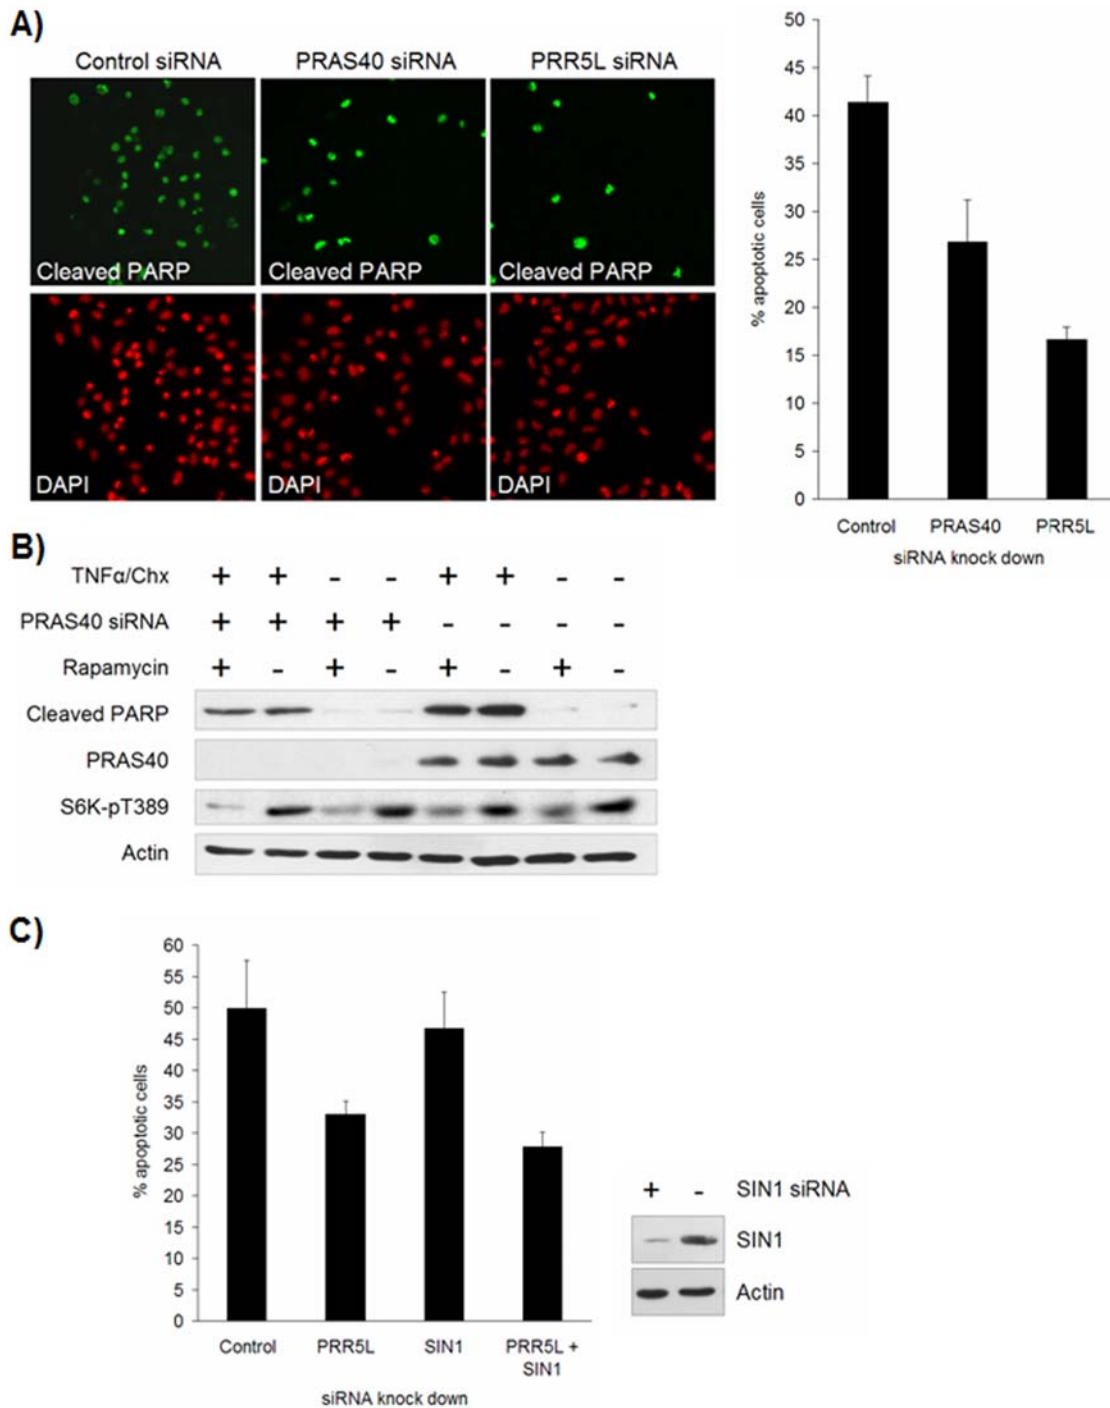 A)
Control siRNA PRAS40 siRNA PRR5L siRNA
Cleaved PARP Cleaved PARP Cleaved PARP
DAPI DAPI DAPI
50
45
40
35
30
25
20
15
10
5
0
% apoptotic cells
Control PRAS40 PRR5L
siRNA knock down
B)
TNFα/Chx + + - - + + - -
PRAS40 siRNA + + + + - - - -
Rapamycin + - + - + - + -
Cleaved PARP
PRAS40
S6K-pT389
Actin
C)
60
55
50
45
40
35
30
25
20
15
10
5
0
% apoptotic cells
Control PRR5L SIN1 PRR5L +
SIN1
siRNA knock down
+ - SIN1 siRNA
SIN1
Actin